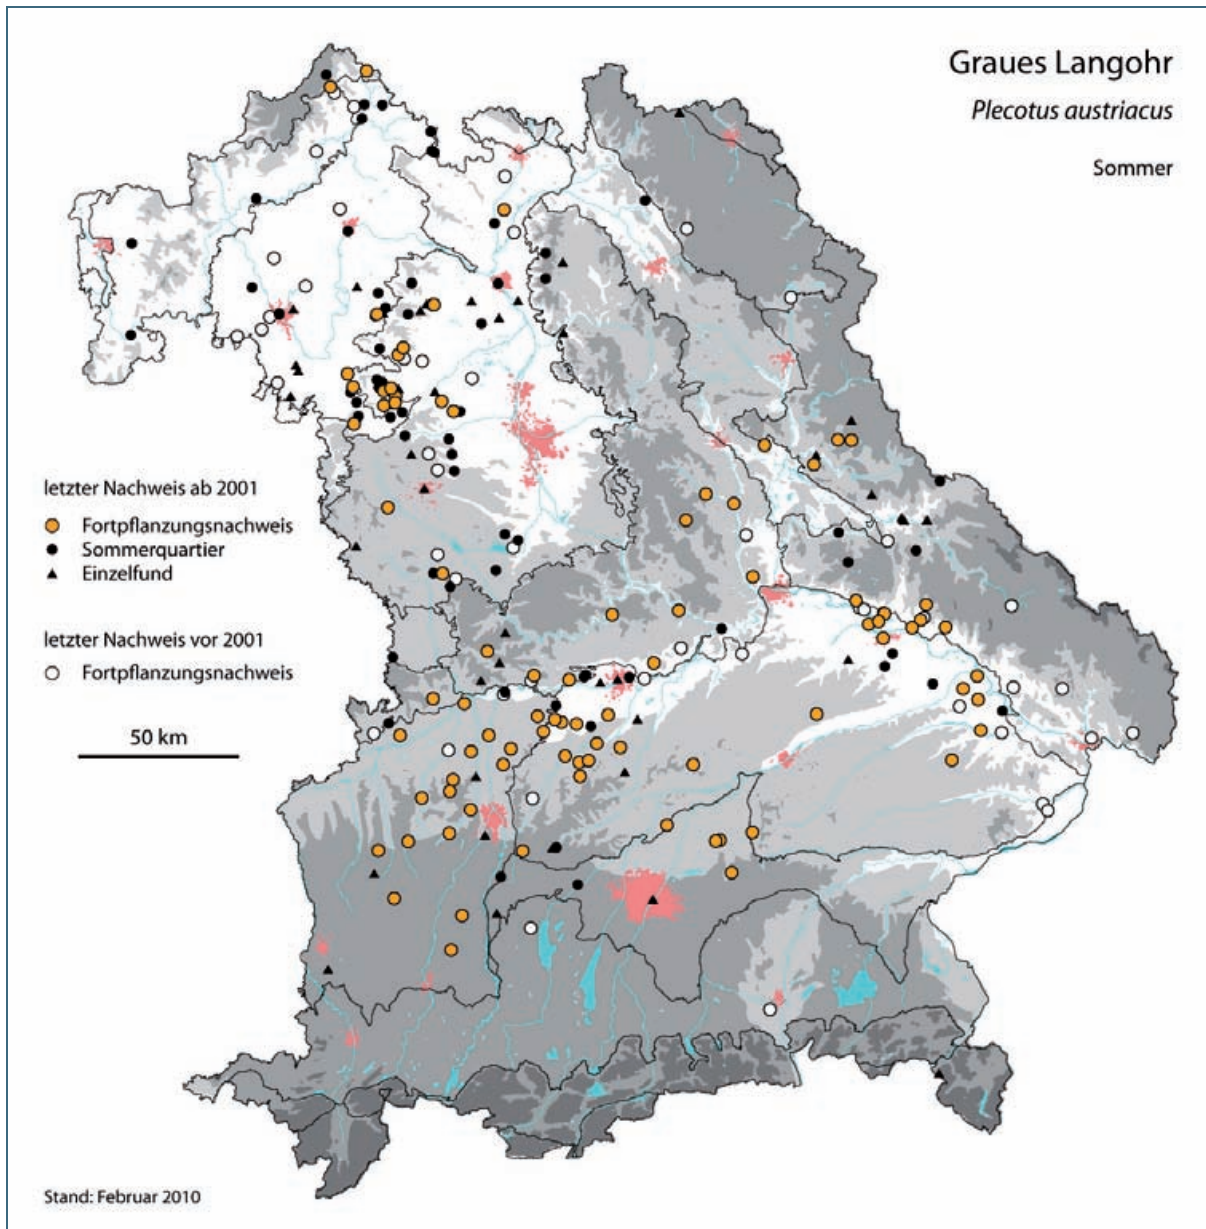 Graues Langohr
Plecotus austriacus
Sommer
letzter Nachweis ab 2001
Fortpflanzungsnachweis
Sommerquartier
Einzelfund
letzter Nachweis vor 2001
Fortpflanzungsnachweis
50 km
Stand: Februar 2010